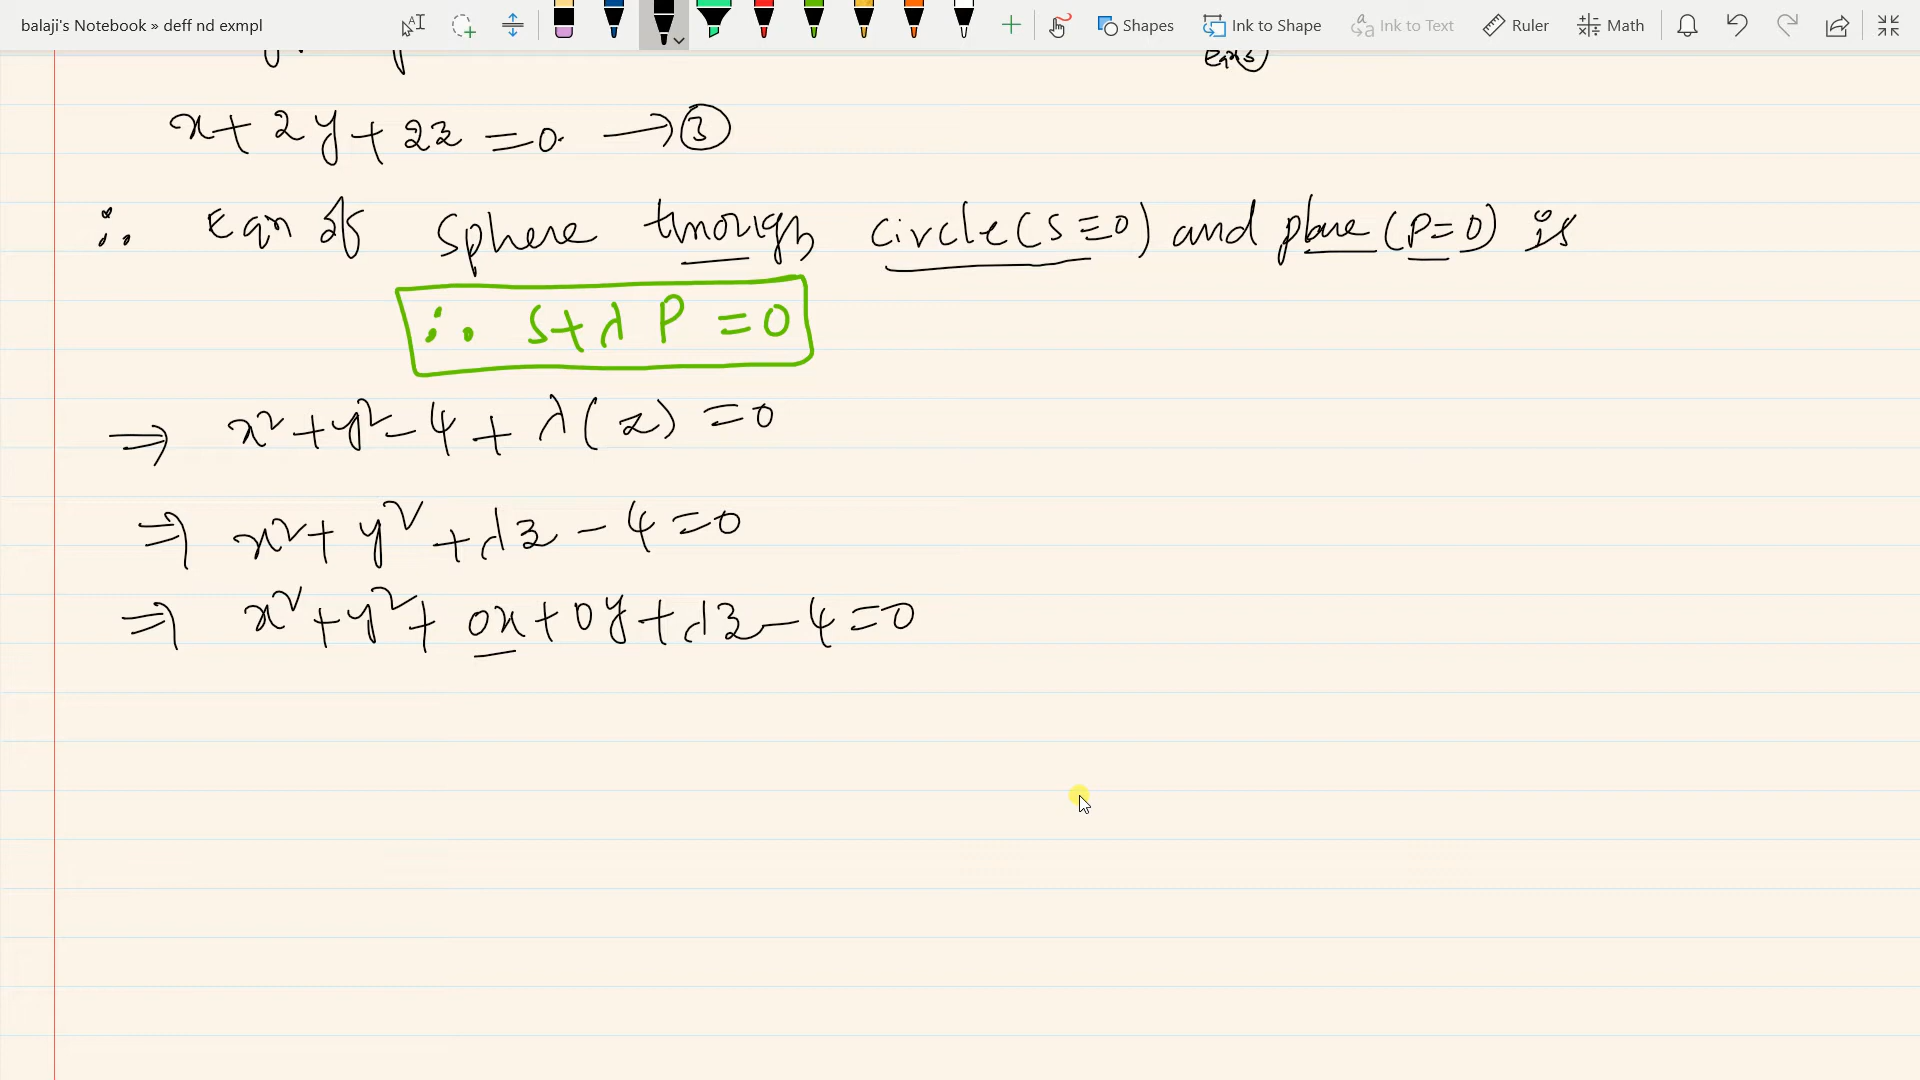 balaji's Notebook » deff nd exmpl Shapes Ink to Shape Ink to Text Ruler Math
x + 2y + 2z = 0. → ③
∴ Eqn of sphere through circle (S=0) and plane (P=0) is
∴ S + λ P = 0
⇒ x² + y² - 4 + λ(z) = 0
⇒ x² + y² + λz - 4 = 0
⇒ x² + y² + 0x + 0y + λz - 4 = 0